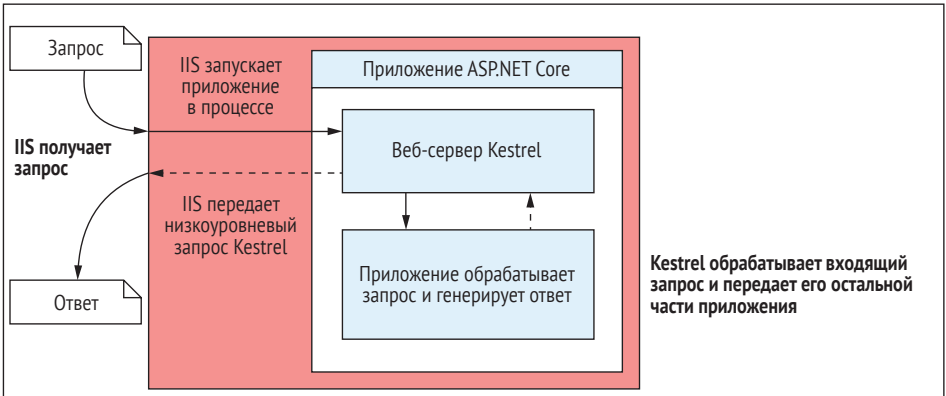 Запрос
IIS запускает
приложение
в процессе
Приложение ASP.NET Core
Веб-сервер Kestrel
IIS получает
запрос
IIS передает
низкоуровневый
запрос Kestrel
Приложение обрабатывает
запрос и генерирует ответ
Ответ
Kestrel обрабатывает входящий
запрос и передает его остальной
части приложения